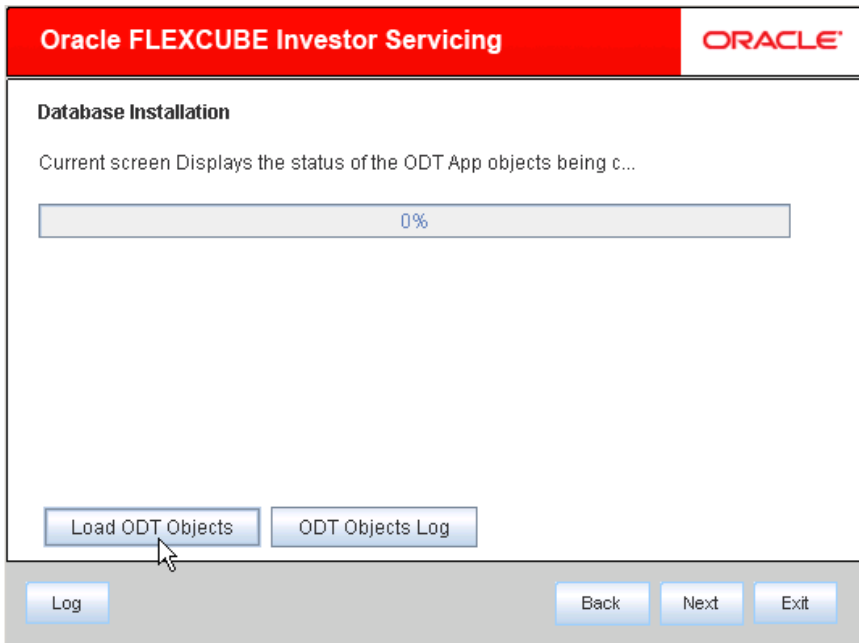 Oracle FLEXCUBE Investor Servicing
ORACLE
Database Installation
Current screen Displays the status of the ODT App objects being c...
0%
Load ODT Objects
ODT Objects Log
Log
Back
Next
Exit